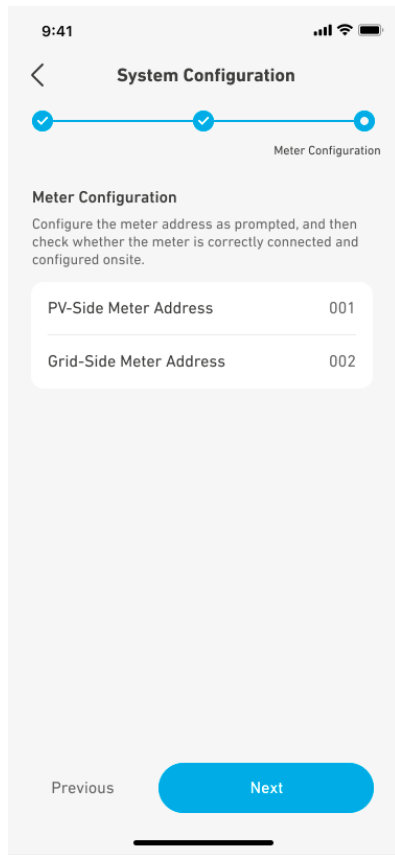 9:41
System Configuration
Meter Configuration
Meter Configuration
Configure the meter address as prompted, and then
check whether the meter is correctly connected and
configured onsite.
PV-Side Meter Address 001
Grid-Side Meter Address 002
Previous Next